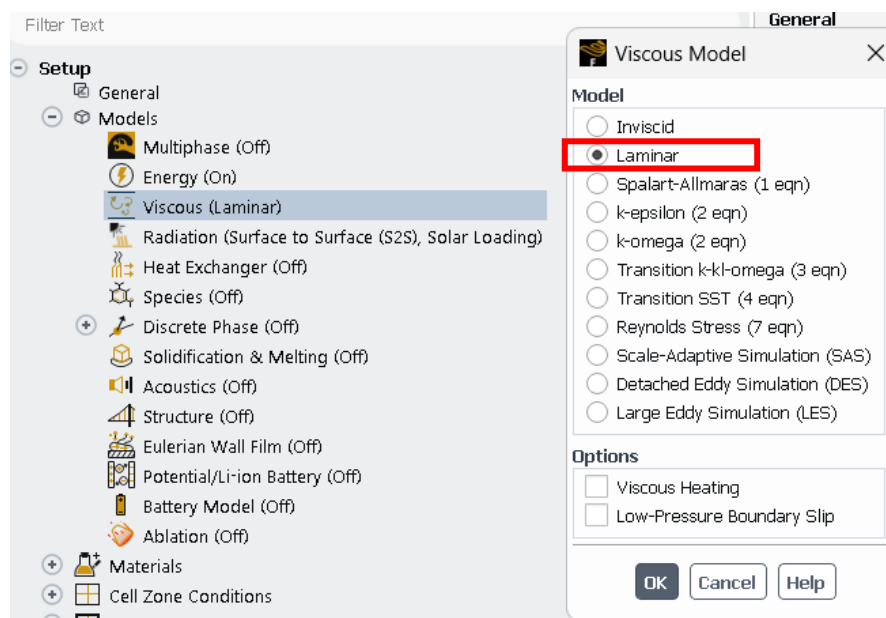 Filter Text
Setup
General
Models
Multiphase (Off)
Energy (On)
Viscous (Laminar)
Radiation (Surface to Surface (S2S), Solar Loading)
Heat Exchanger (Off)
Species (Off)
Discrete Phase (Off)
Solidification & Melting (Off)
Acoustics (Off)
Structure (Off)
Eulerian Wall Film (Off)
Potential/Li-ion Battery (Off)
Battery Model (Off)
Ablation (Off)
Materials
Cell Zone Conditions
General
Viscous Model
Model
Inviscid
Laminar
Spalart-Allmaras (1 eqn)
k-epsilon (2 eqn)
k-omega (2 eqn)
Transition k-kl-omega (3 eqn)
Transition SST (4 eqn)
Reynolds Stress (7 eqn)
Scale-Adaptive Simulation (SAS)
Detached Eddy Simulation (DES)
Large Eddy Simulation (LES)
Options
Viscous Heating
Low-Pressure Boundary Slip
OK Cancel Help